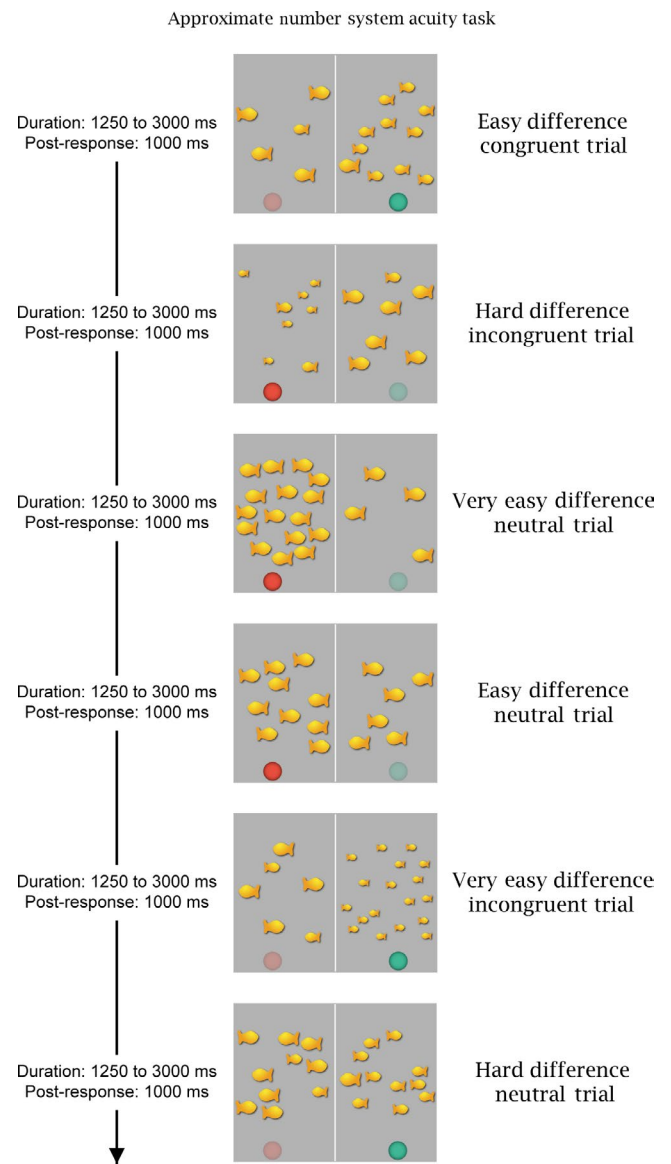 Approximate number system acuity task
Duration: 1250 to 3000 ms
Post-response: 1000 ms
Easy difference
congruent trial
Duration: 1250 to 3000 ms
Post-response: 1000 ms
Hard difference
incongruent trial
Duration: 1250 to 3000 ms
Post-response: 1000 ms
Very easy difference
neutral trial
Duration: 1250 to 3000 ms
Post-response: 1000 ms
Easy difference
neutral trial
Duration: 1250 to 3000 ms
Post-response: 1000 ms
Very easy difference
incongruent trial
Duration: 1250 to 3000 ms
Post-response: 1000 ms
Hard difference
neutral trial